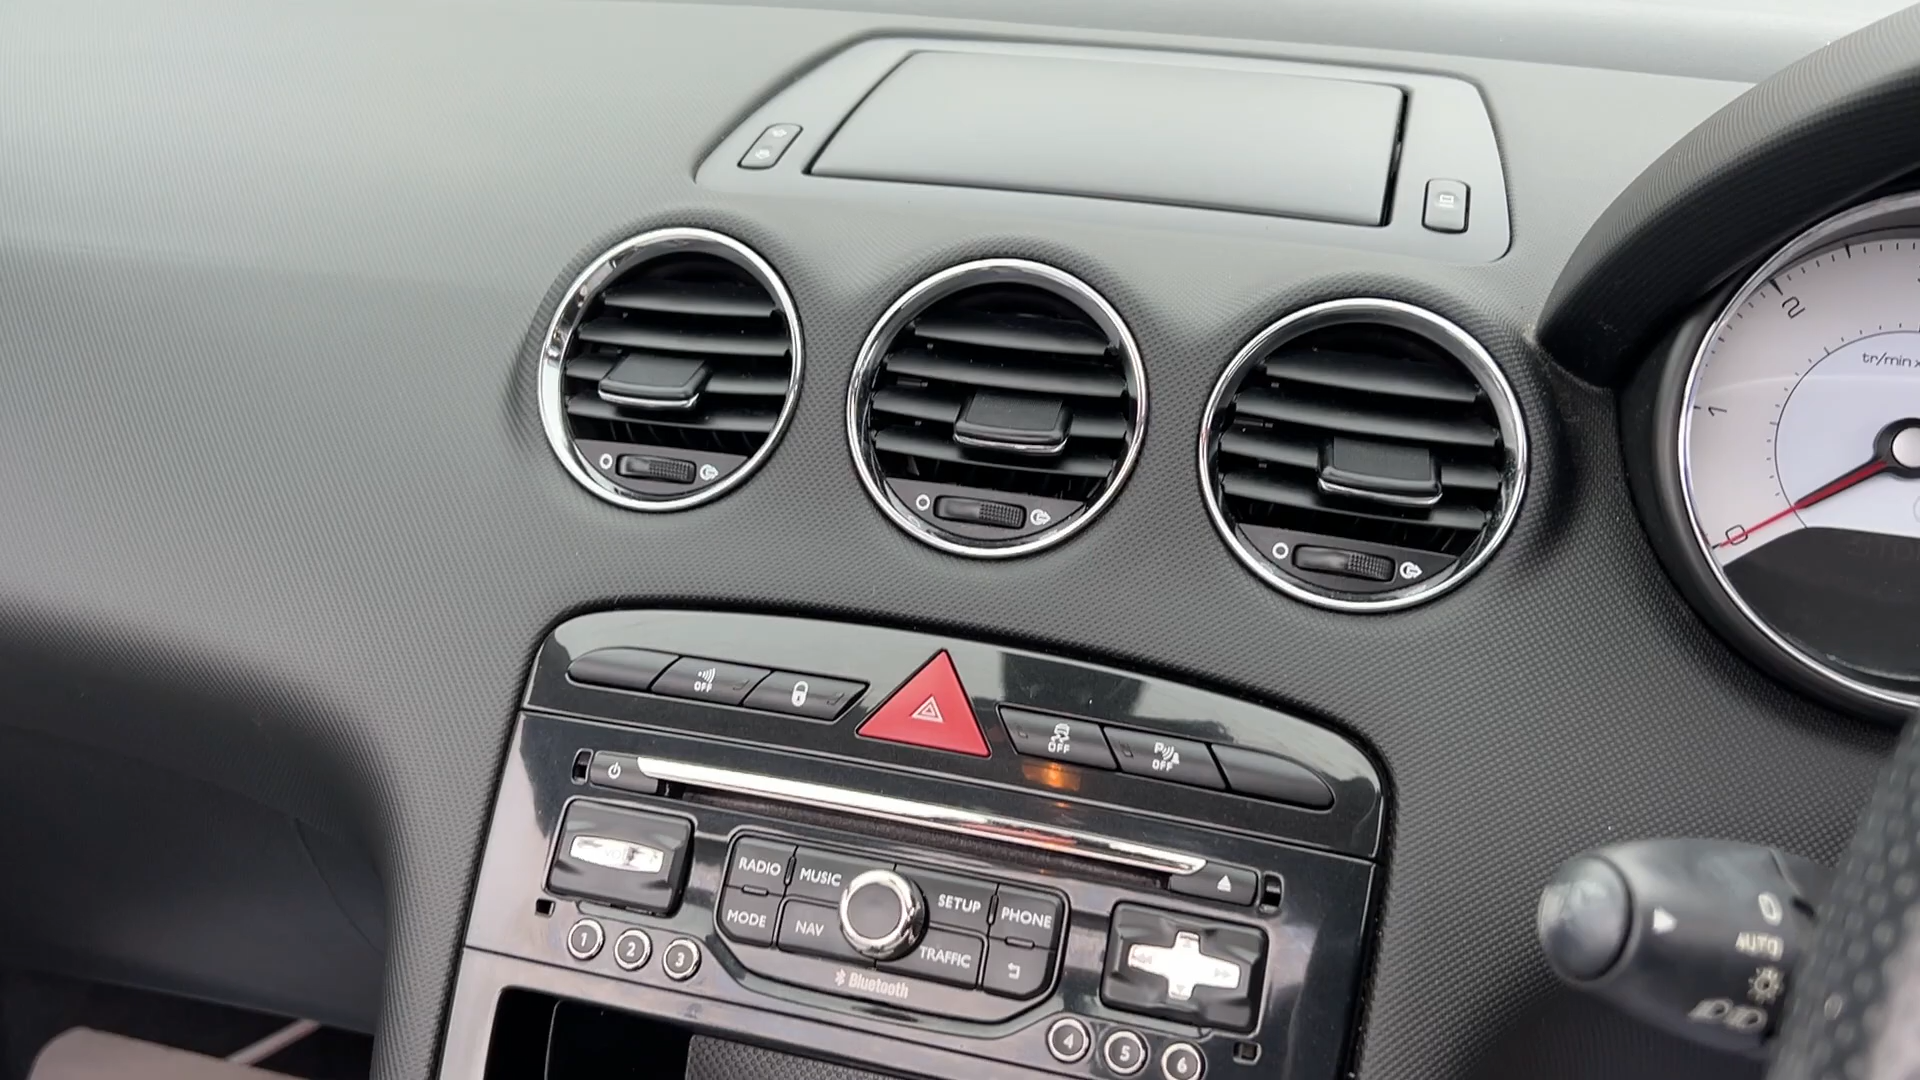 2
tr/min x
1
0
OFF
OFF
P
OFF
RADIO MUSIC SETUP PHONE
MODE NAV TRAFFIC
Bluetooth
1 2 3
4 5 6
0
AUTO